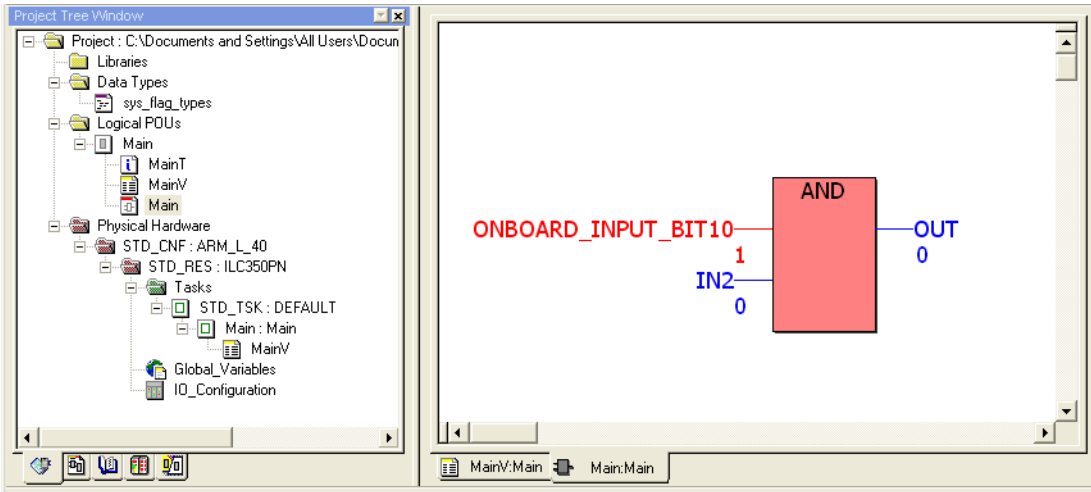 Project Tree Window
Project : C:\Documents and Settings\All Users\Docun
Libraries
Data Types
sys_flag_types
Logical POUs
Main
MainT
MainV
Main
Physical Hardware
STD_CNF : ARM_L_40
STD_RES : ILC350PN
Tasks
STD_TSK : DEFAULT
Main : Main
MainV
Global_Variables
IO_Configuration
AND
ONBOARD_INPUT_BIT10
OUT
1
0
IN2
0
MainV:Main
Main:Main